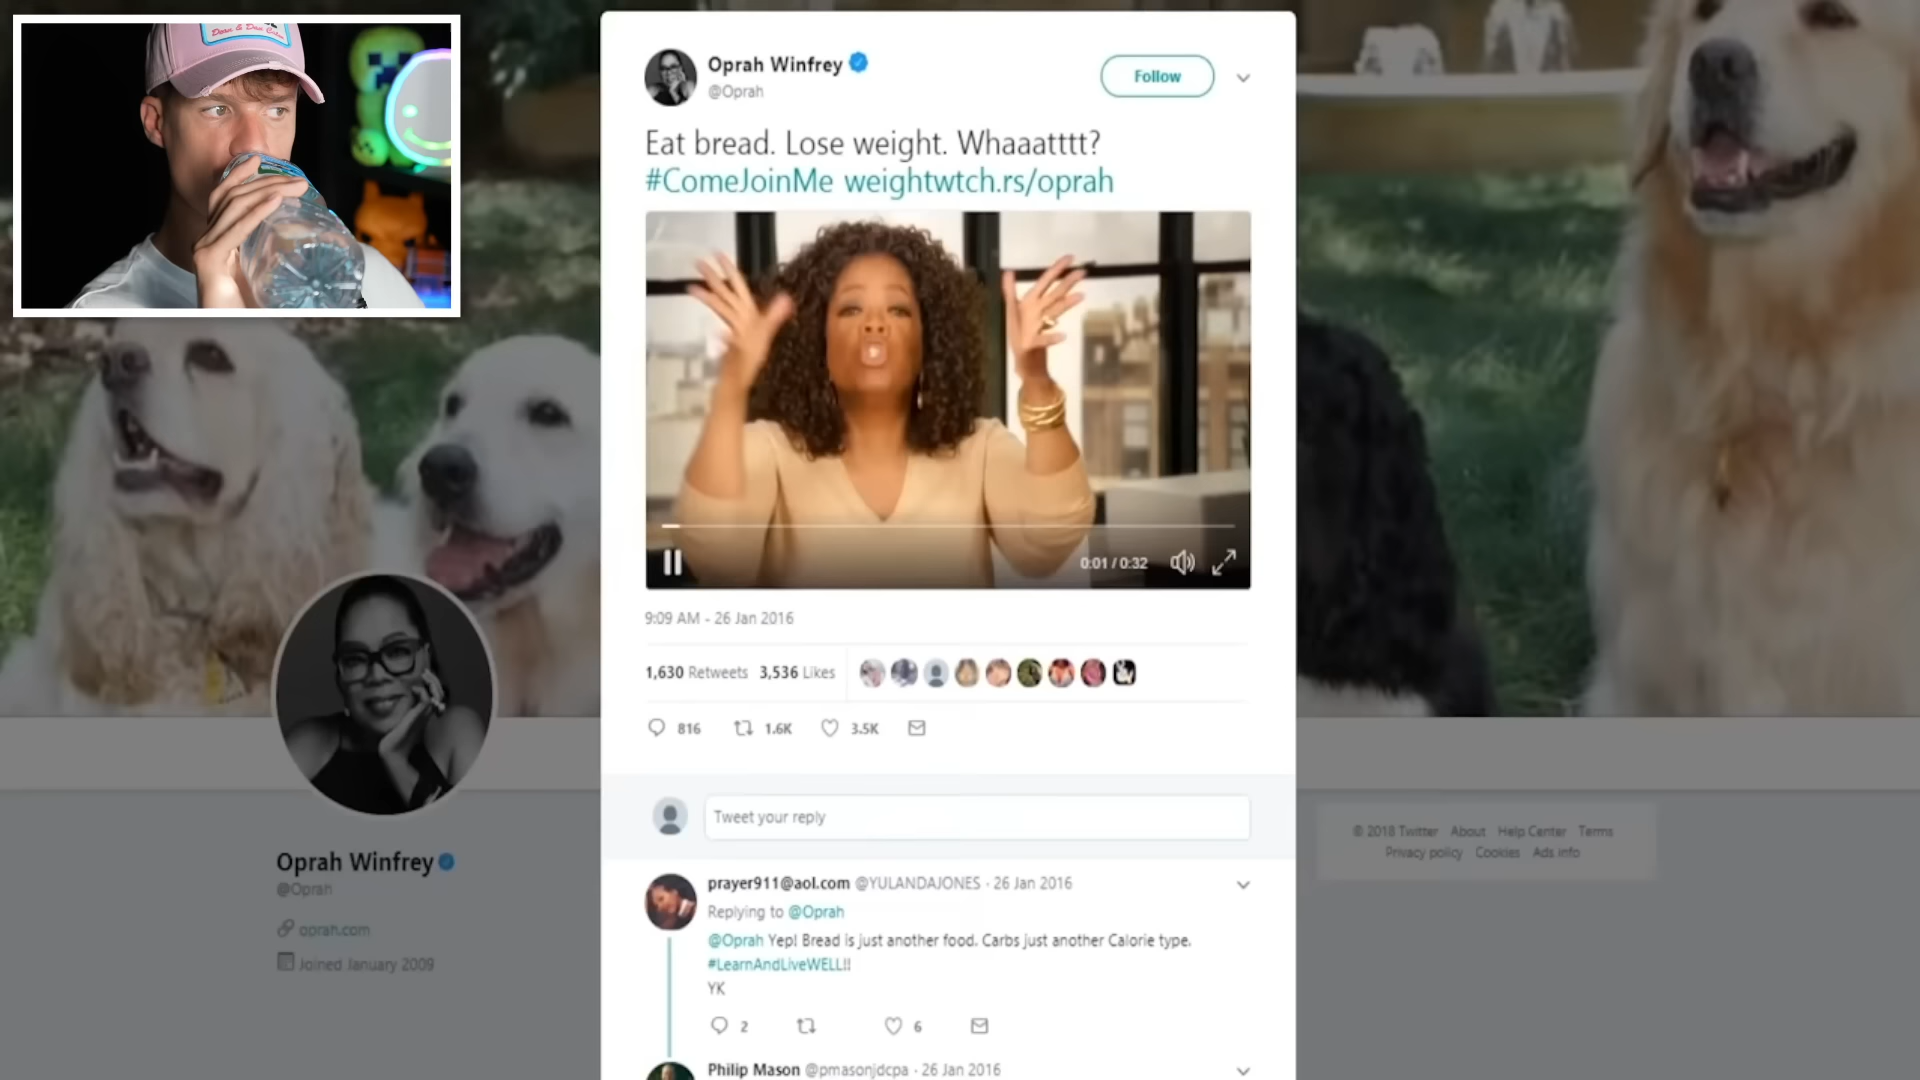 Oprah Winfrey
@Oprah
Follow
Eat bread. Lose weight. Whaaatttt?
#ComeJoinMe weightwtch.rs/oprah
0:01 / 0:32
9:09 AM - 26 Jan 2016
1,630 Retweets 3,536 Likes
816 1.6K 3.5K
Tweet your reply
prayer911@aol.com @YULANDAJONES · 26 Jan 2016
Replying to @Oprah
@Oprah Yep! Bread is just another food. Carbs just another Calorie type.
#LearnAndLiveWELL!!
YK
2 6
Philip Mason @pmasonjdcpa · 26 Jan 2016
Oprah Winfrey
@Oprah
oprah.com
Joined January 2009
© 2018 Twitter About Help Center Terms
Privacy policy Cookies Ads info